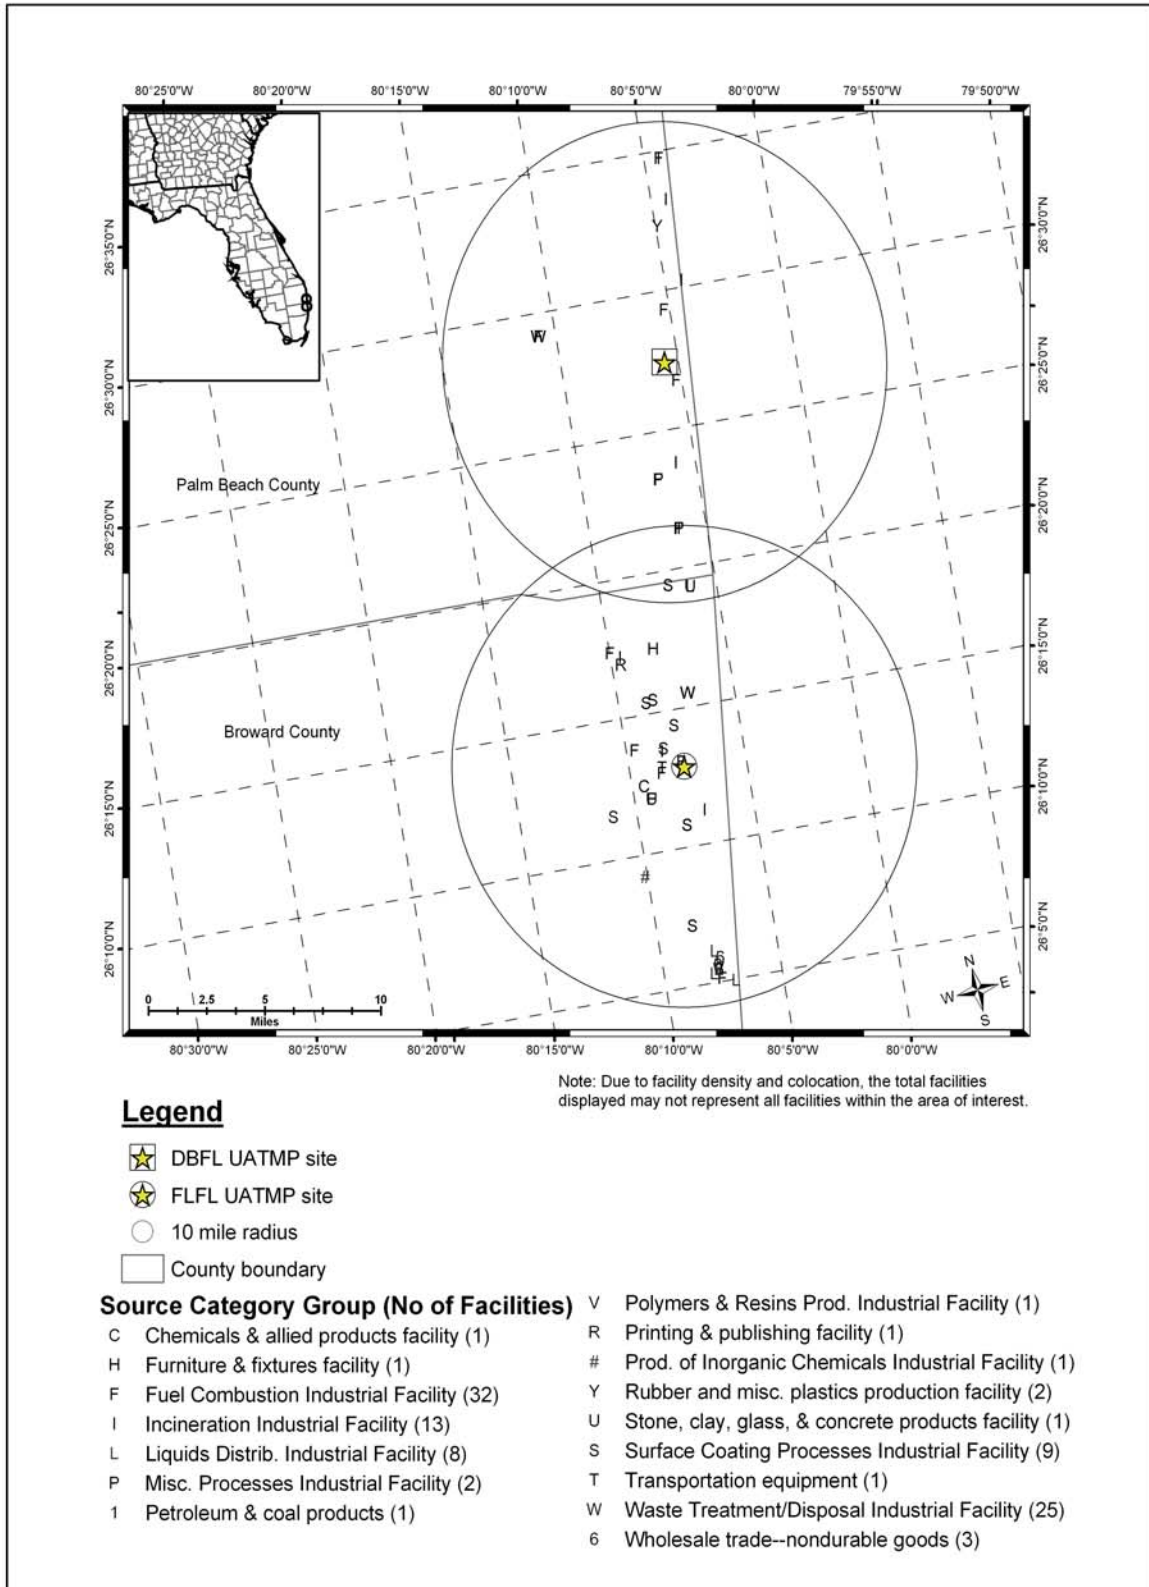 80°25'0"W 80°20'0"W 80°15'0"W 80°10'0"W 80°5'0"W 80°0'0"W 79°55'0"W 79°50'0"W
26°35'0"N
26°30'0"N
26°25'0"N
26°20'0"N
26°15'0"N
26°10'0"N
26°30'0"N
26°25'0"N
26°20'0"N
26°15'0"N
26°10'0"N
26°5'0"N
F
I
Y
I
F
W
F
I
P
P
S U
Palm Beach County
F I H
R
S S W
S
Broward County
F S
T
F
C
U
S I
S
#
S
L
6
L
L
N
W E
S
0 2.5 5 10
Miles
80°30'0"W 80°25'0"W 80°20'0"W 80°15'0"W 80°10'0"W 80°5'0"W 80°0'0"W
Note: Due to facility density and colocation, the total facilities
displayed may not represent all facilities within the area of interest.
Legend
DBFL UATMP site
FLFL UATMP site
10 mile radius
County boundary
Source Category Group (No of Facilities)
C Chemicals & allied products facility (1)
H Furniture & fixtures facility (1)
F Fuel Combustion Industrial Facility (32)
I Incineration Industrial Facility (13)
L Liquids Distrib. Industrial Facility (8)
P Misc. Processes Industrial Facility (2)
1 Petroleum & coal products (1)
V Polymers & Resins Prod. Industrial Facility (1)
R Printing & publishing facility (1)
# Prod. of Inorganic Chemicals Industrial Facility (1)
Y Rubber and misc. plastics production facility (2)
U Stone, clay, glass, & concrete products facility (1)
S Surface Coating Processes Industrial Facility (9)
T Transportation equipment (1)
W Waste Treatment/Disposal Industrial Facility (25)
6 Wholesale trade--nondurable goods (3)